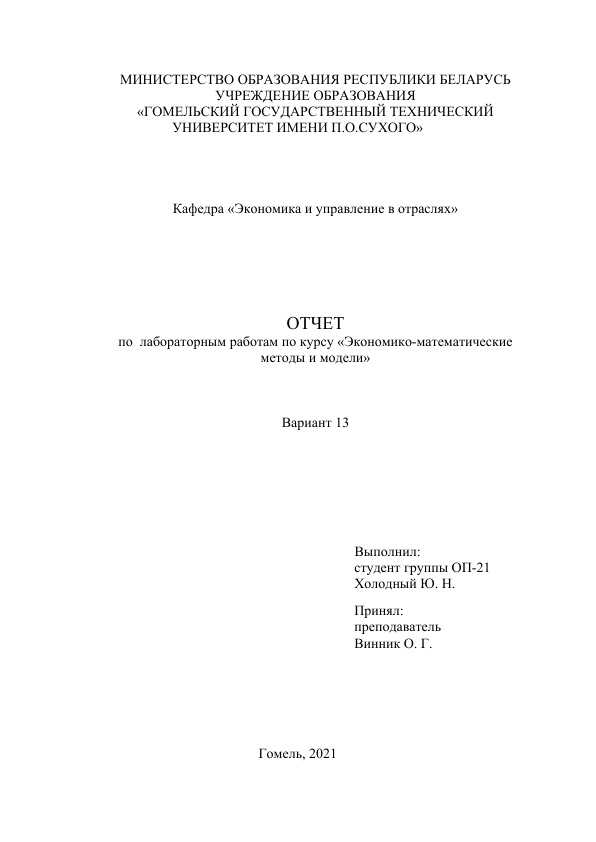 МИНИСТЕРСТВО ОБРАЗОВАНИЯ РЕСПУБЛИКИ БЕЛАРУСЬ
УЧРЕЖДЕНИЕ ОБРАЗОВАНИЯ
«ГОМЕЛЬСКИЙ ГОСУДАРСТВЕННЫЙ ТЕХНИЧЕСКИЙ
УНИВЕРСИТЕТ ИМЕНИ П.О.СУХОГО»
Кафедра «Экономика и управление в отраслях»
ОТЧЕТ
по лабораторным работам по курсу «Экономико-математические
методы и модели»
Вариант 13
Выполнил:
студент группы ОП-21
Холодный Ю. Н.
Принял:
преподаватель
Винник О. Г.
Гомель, 2021